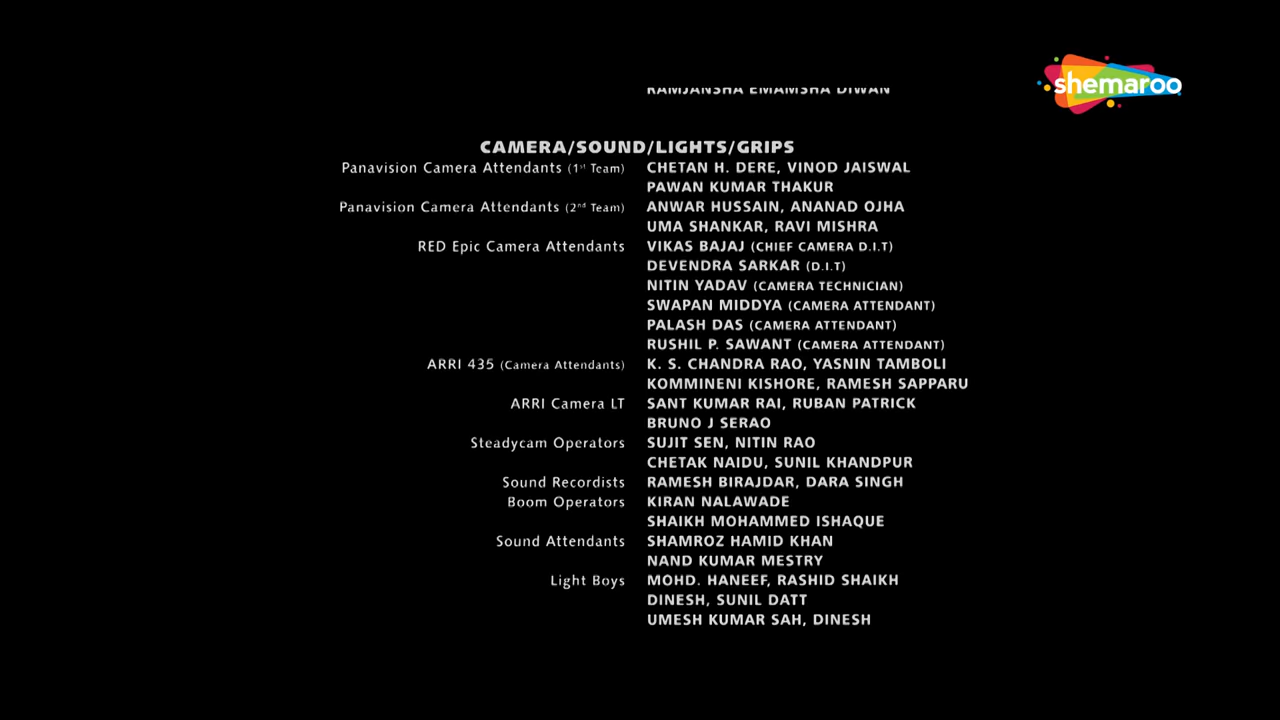 shemaroo
RAMJANSHA EMAMSHA DIWAN
CAMERA/SOUND/LIGHTS/GRIPS
Panavision Camera Attendants (1st Team) CHETAN H. DERE, VINOD JAISWAL
PAWAN KUMAR THAKUR
Panavision Camera Attendants (2nd Team) ANWAR HUSSAIN, ANANAD OJHA
UMA SHANKAR, RAVI MISHRA
RED Epic Camera Attendants VIKAS BAJAJ (CHIEF CAMERA D.I.T)
DEVENDRA SARKAR (D.I.T)
NITIN YADAV (CAMERA TECHNICIAN)
SWAPAN MIDDYA (CAMERA ATTENDANT)
PALASH DAS (CAMERA ATTENDANT)
RUSHIL P. SAWANT (CAMERA ATTENDANT)
ARRI 435 (Camera Attendants) K. S. CHANDRA RAO, YASNIN TAMBOLI
KOMMINENI KISHORE, RAMESH SAPPARU
ARRI Camera LT SANT KUMAR RAI, RUBAN PATRICK
BRUNO J SERAO
Steadycam Operators SUJIT SEN, NITIN RAO
CHETAK NAIDU, SUNIL KHANDPUR
Sound Recordists RAMESH BIRAJDAR, DARA SINGH
Boom Operators KIRAN NALAWADE
SHAIKH MOHAMMED ISHAQUE
Sound Attendants SHAMROZ HAMID KHAN
NAND KUMAR MESTRY
Light Boys MOHD. HANEEF, RASHID SHAIKH
DINESH, SUNIL DATT
UMESH KUMAR SAH, DINESH